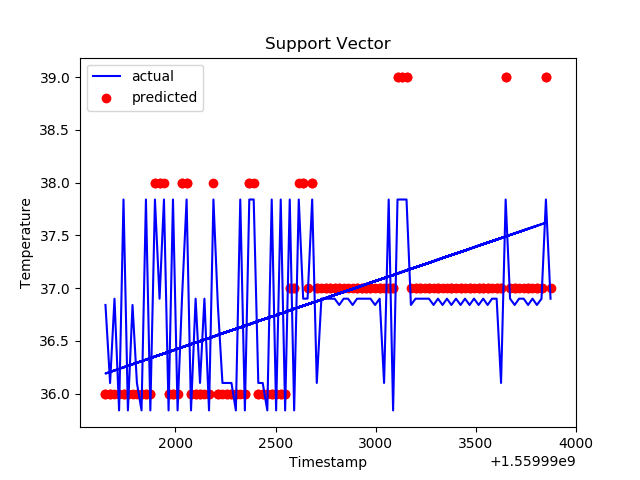 Support Vector
actual
predicted
39.0
38.5
38.0
37.5
37.0
36.5
36.0
Temperature
2000 2500 3000 3500 4000
Timestamp
+1.55999e9